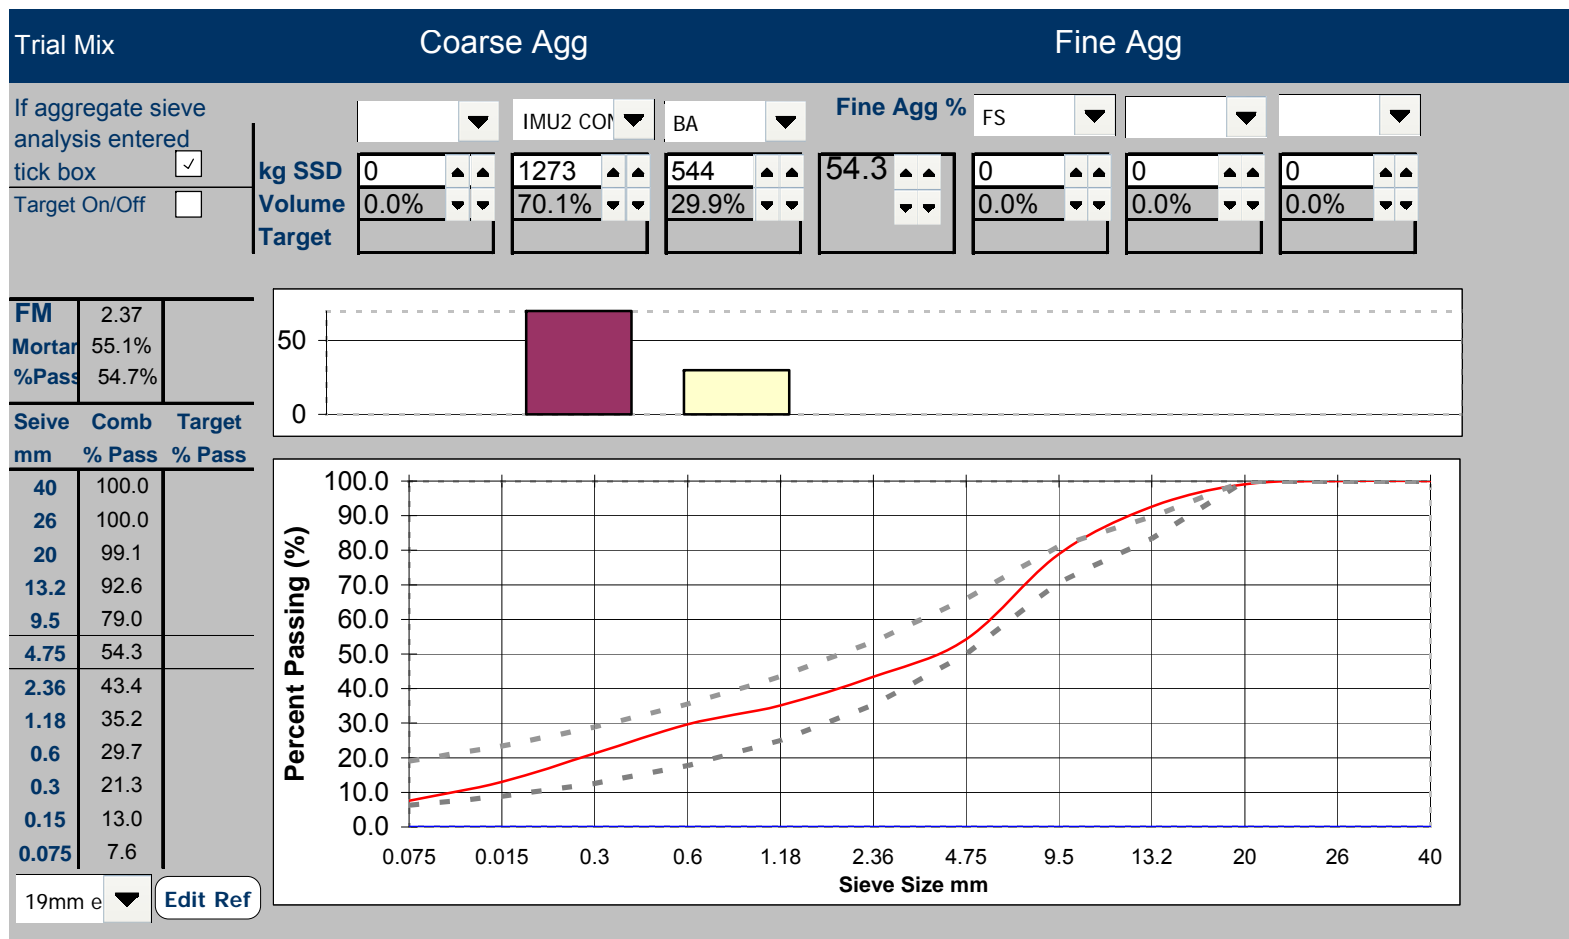 Trial Mix
Coarse Agg
Fine Agg
If aggregate sieve
analysis entered
tick box
Target On/Off
IMU2 CON
BA
Fine Agg %
FS
kg SSD
0
1273
544
54.3
0
0
0
Volume
0.0%
70.1%
29.9%
0.0%
0.0%
0.0%
Target
FM 2.37
Mortar 55.1%
%Pass 54.7%
50
0
Seive Comb Target
mm % Pass % Pass
40 100.0
26 100.0
20 99.1
13.2 92.6
9.5 79.0
4.75 54.3
2.36 43.4
1.18 35.2
0.6 29.7
0.3 21.3
0.15 13.0
0.075 7.6
19mm e
Edit Ref
Percent Passing (%)
100.0
90.0
80.0
70.0
60.0
50.0
40.0
30.0
20.0
10.0
0.0
0.075 0.015 0.3 0.6 1.18 2.36 4.75 9.5 13.2 20 26 40
Sieve Size mm